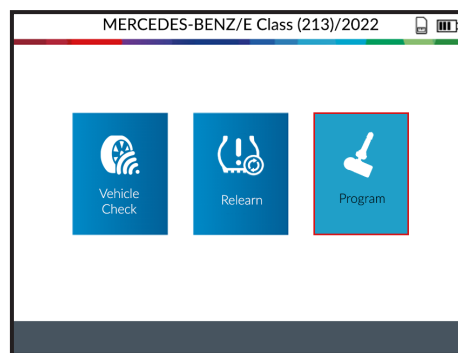 MERCEDES-BENZ/E Class (213)/2022
Vehicle
Check
Relearn
Program